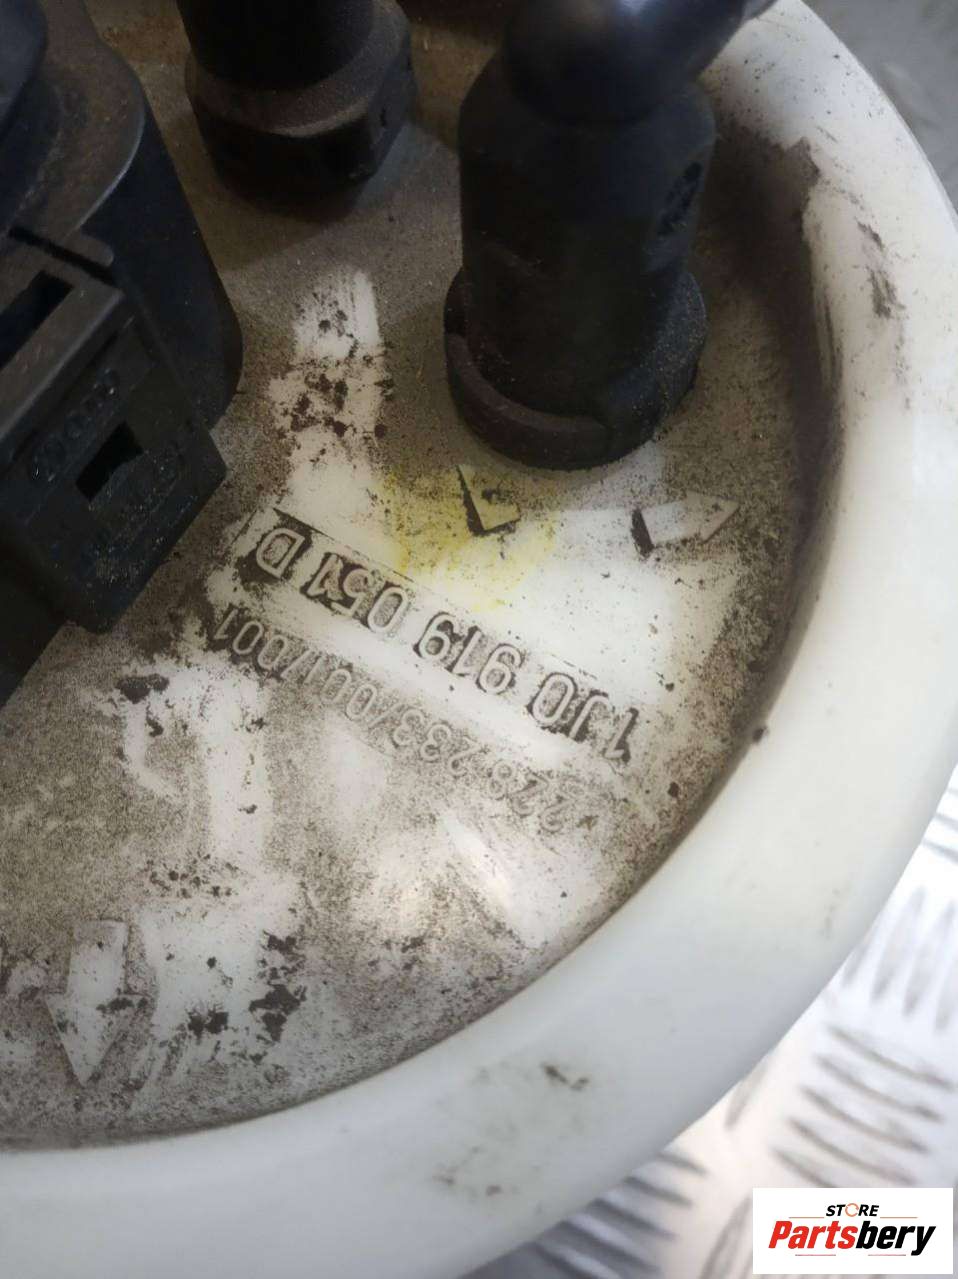 1J0 919 051 D
228 233/001/001
STORE
Partsbery